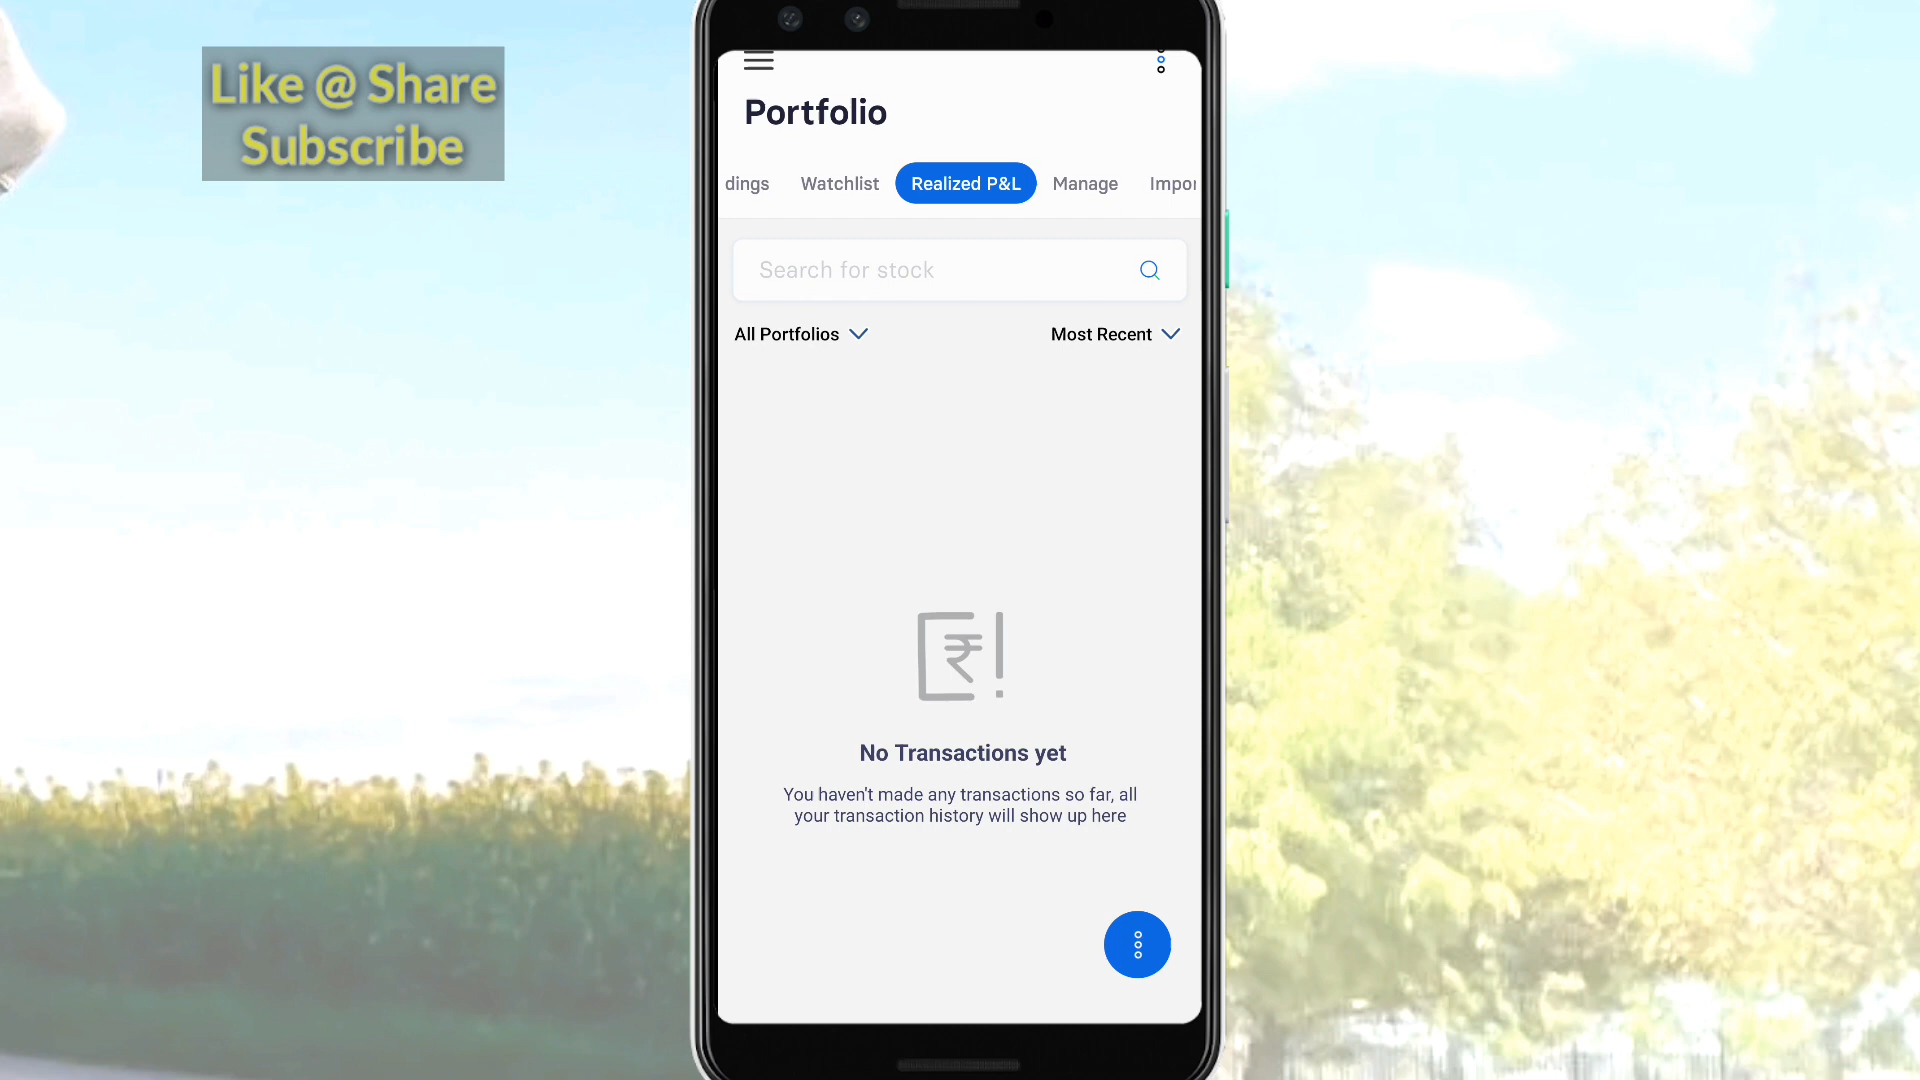 Like @ Share
Subscribe
Portfolio
dings Watchlist Realized P&L Manage Impor
Search for stock
All Portfolios Most Recent
₹
No Transactions yet
You haven't made any transactions so far, all
your transaction history will show up here